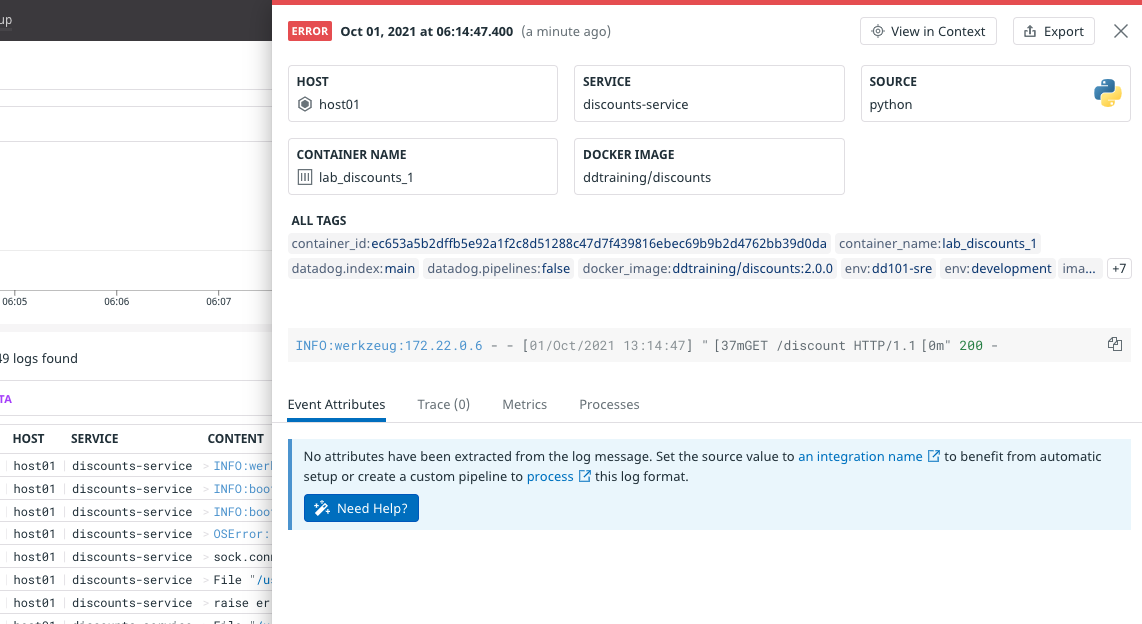 up
ERROR Oct 01, 2021 at 06:14:47.400 (a minute ago) View in Context Export
HOST
host01
SERVICE
discounts-service
SOURCE
python
CONTAINER NAME
lab_discounts_1
DOCKER IMAGE
ddtraining/discounts
ALL TAGS
container_id:ec653a5b2dffb5e92a1f2c8d51288c47d7f439816ebec69b9b2d4762bb39d0da container_name:lab_discounts_1
datadog.index:main datadog.pipelines:false docker_image:ddtraining/discounts:2.0.0 env:dd101-sre env:development ima... +7
06:05 06:06 06:07
INFO:werkzeug:172.22.0.6 - - [01/Oct/2021 13:14:47] "[37mGET /discount HTTP/1.1[0m" 200 -
49 logs found
TA
Event Attributes Trace (0) Metrics Processes
No attributes have been extracted from the log message. Set the source value to an integration name to benefit from automatic
setup or create a custom pipeline to process this log format.
Need Help?
HOST SERVICE CONTENT
host01 discounts-service > INFO:wer
host01 discounts-service > INFO:boo
host01 discounts-service > INFO:boo
host01 discounts-service > OSError:
host01 discounts-service > sock.conn
host01 discounts-service > File "/us
host01 discounts-service > raise er
host01 discounts-service > File "/u